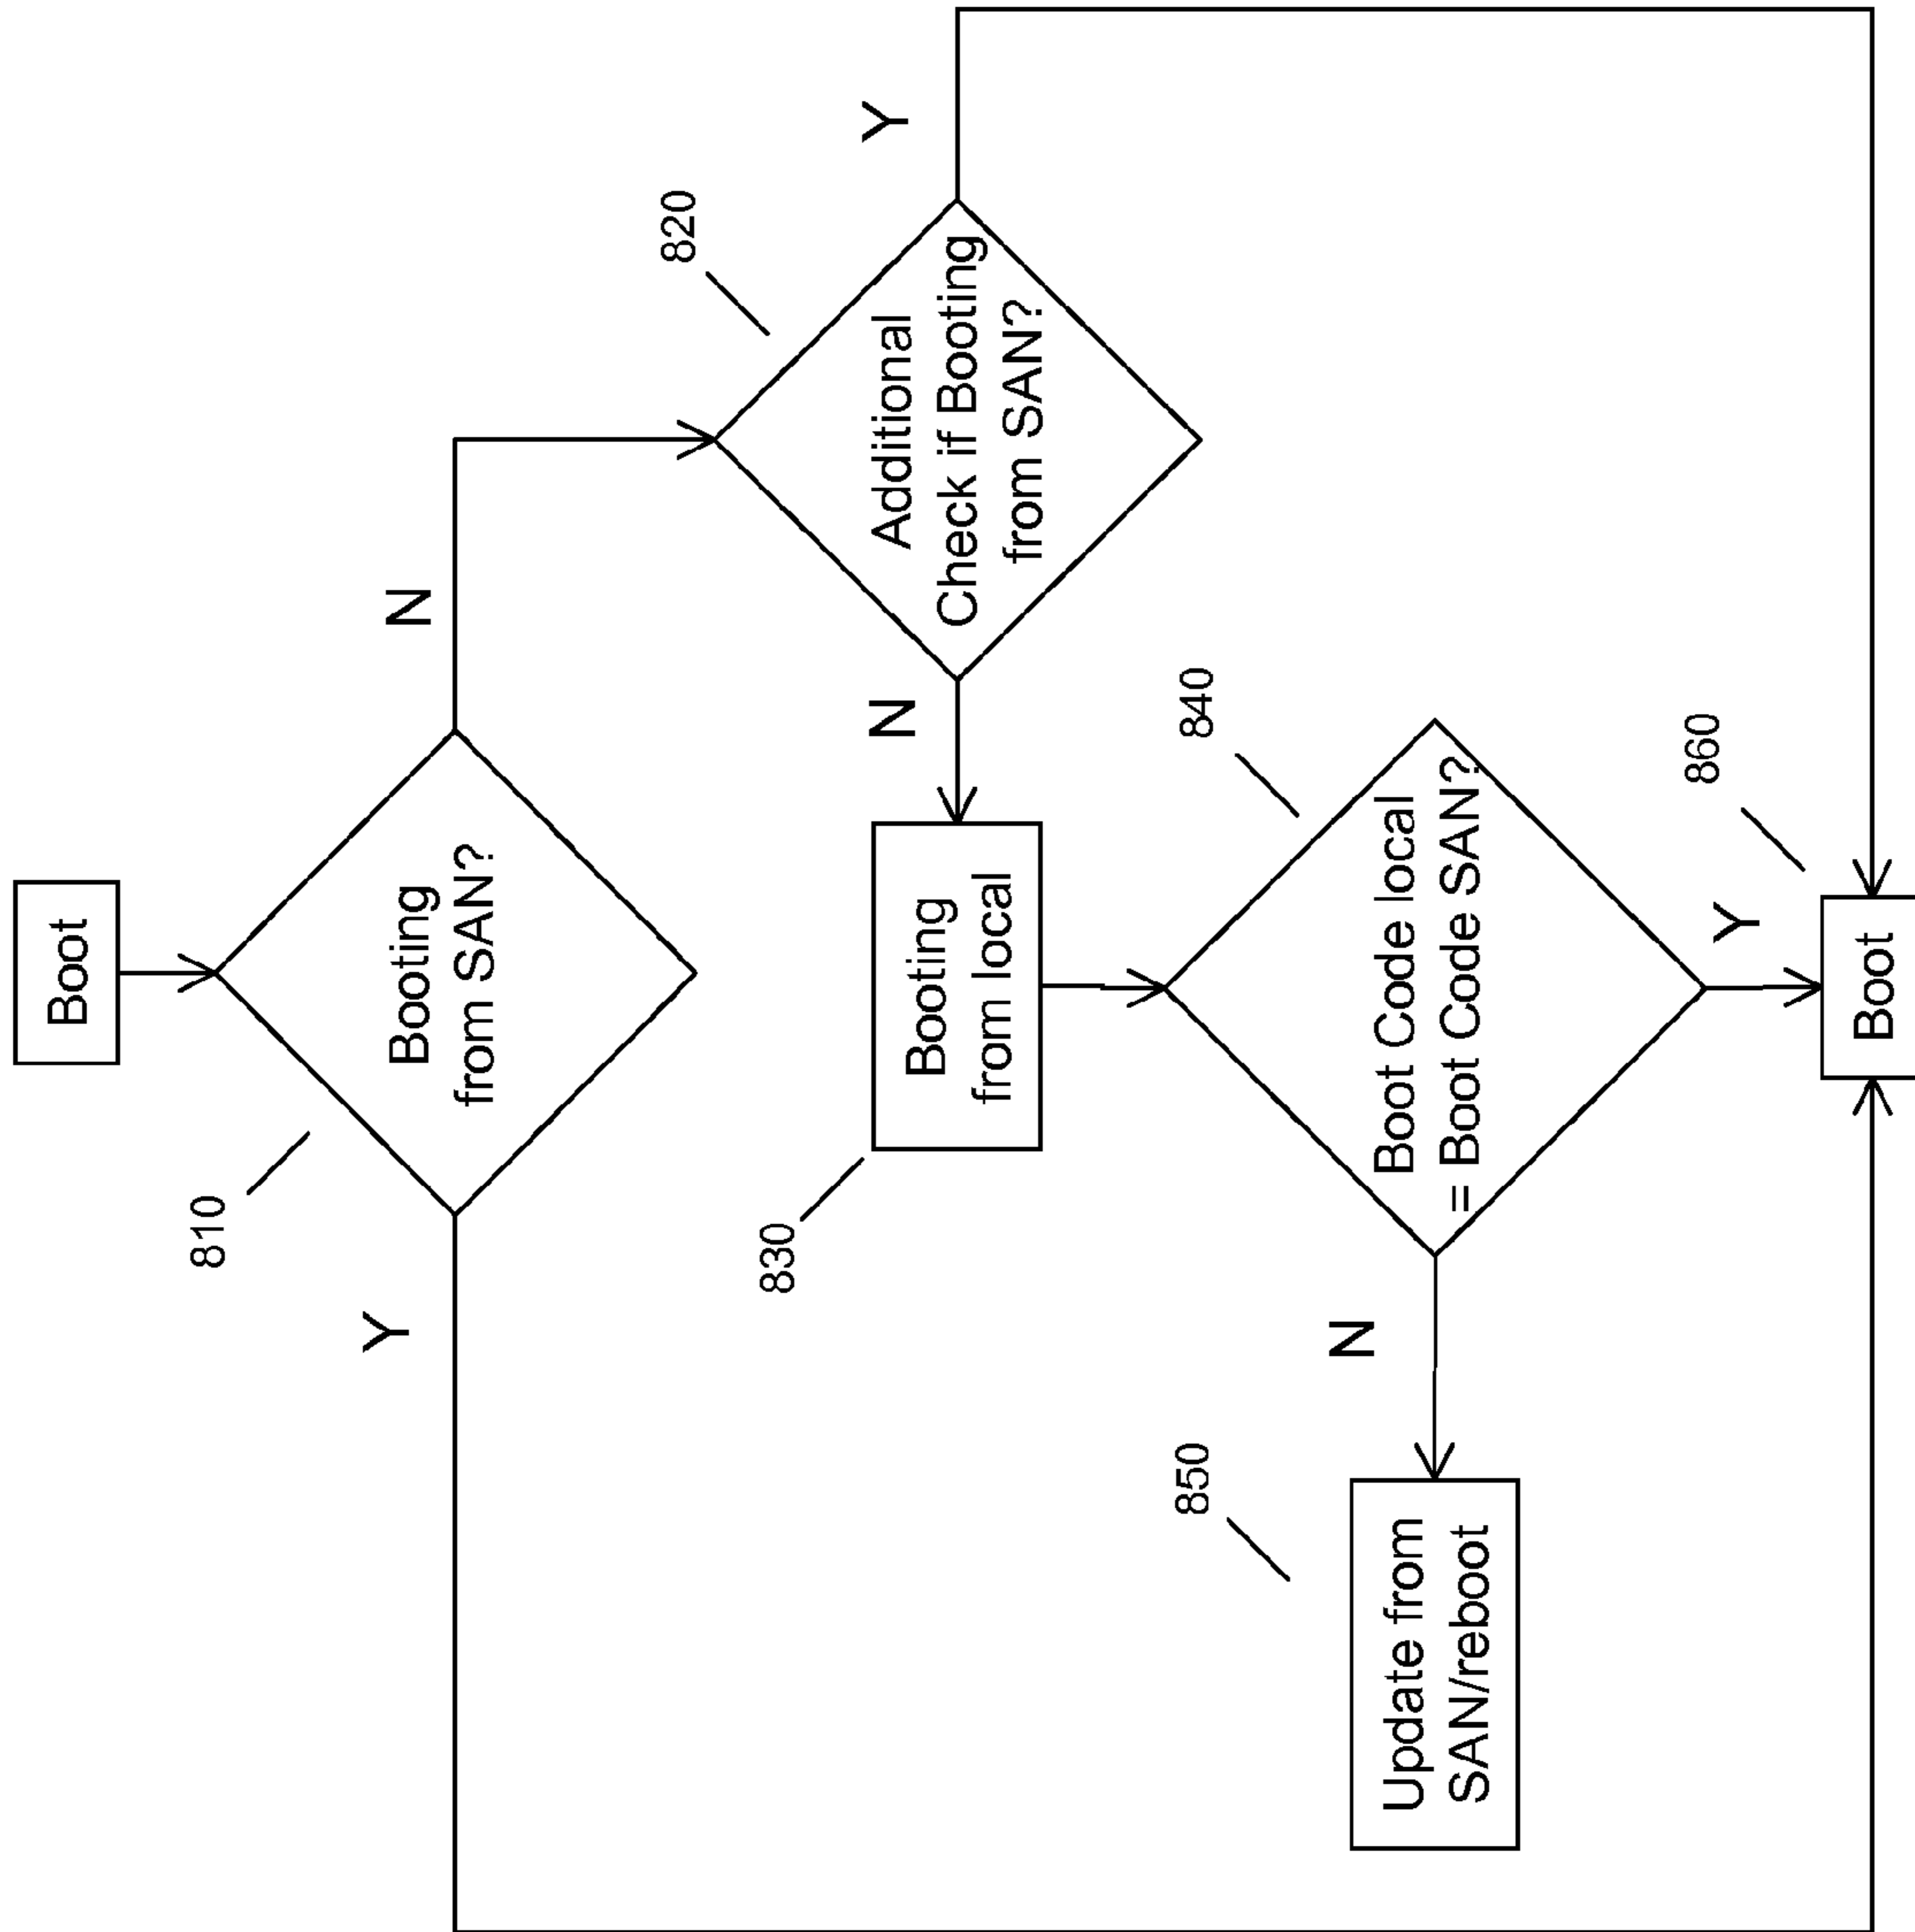 Boot
810
Booting
from SAN?
Y
N
820
Additional
Check if Booting
from SAN?
Y
N
830
Booting
from local
840
Boot Code local
= Boot Code SAN?
N
Y
850
Update from
SAN/reboot
860
Boot